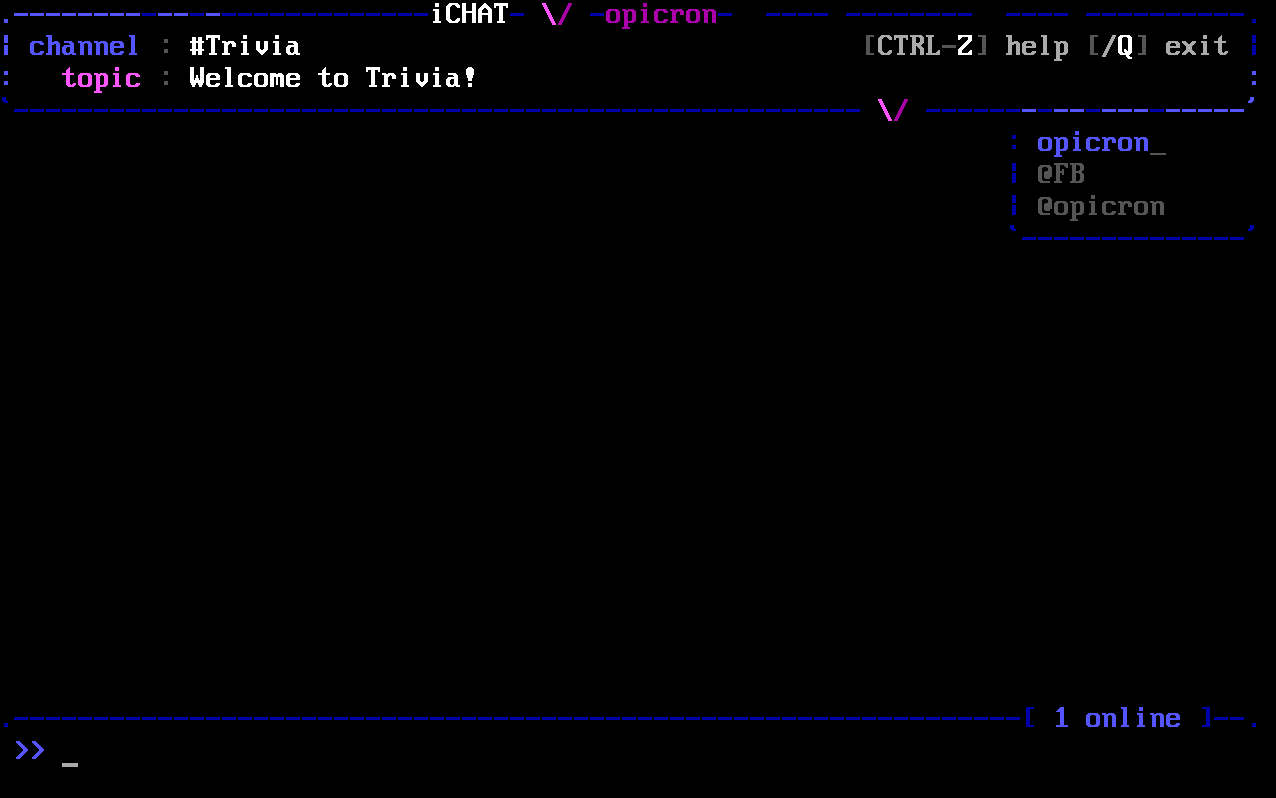 iCHAT \/ opicron
channel : #Trivia [CTRL-Z] help [/Q] exit
topic : Welcome to Trivia!
\/
: opicron_
@FB
@opicron
[ 1 online ]
>> _